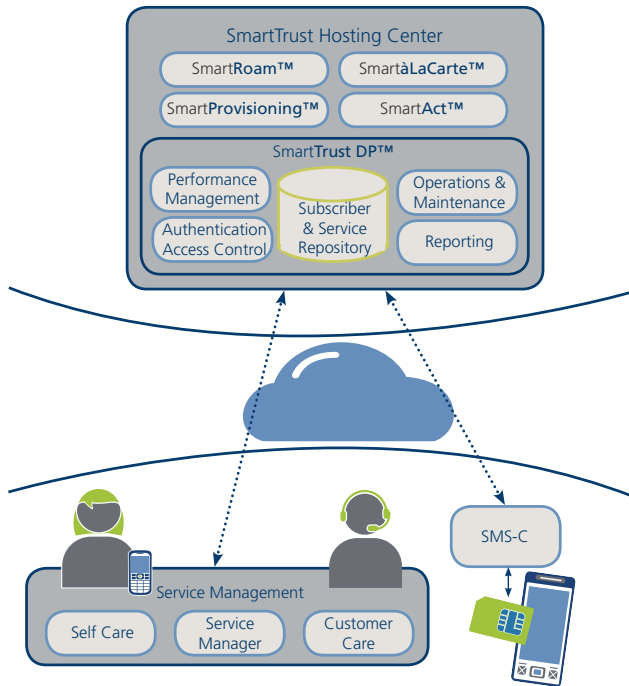 SmartTrust Hosting Center
SmartRoam™
SmartàLaCarte™
SmartProvisioning™
SmartAct™
SmartTrust DP™
Performance
Management
Subscriber
& Service
Repository
Operations &
Maintenance
Authentication
Access Control
Reporting
SMS-C
Service Management
Self Care
Service
Manager
Customer
Care